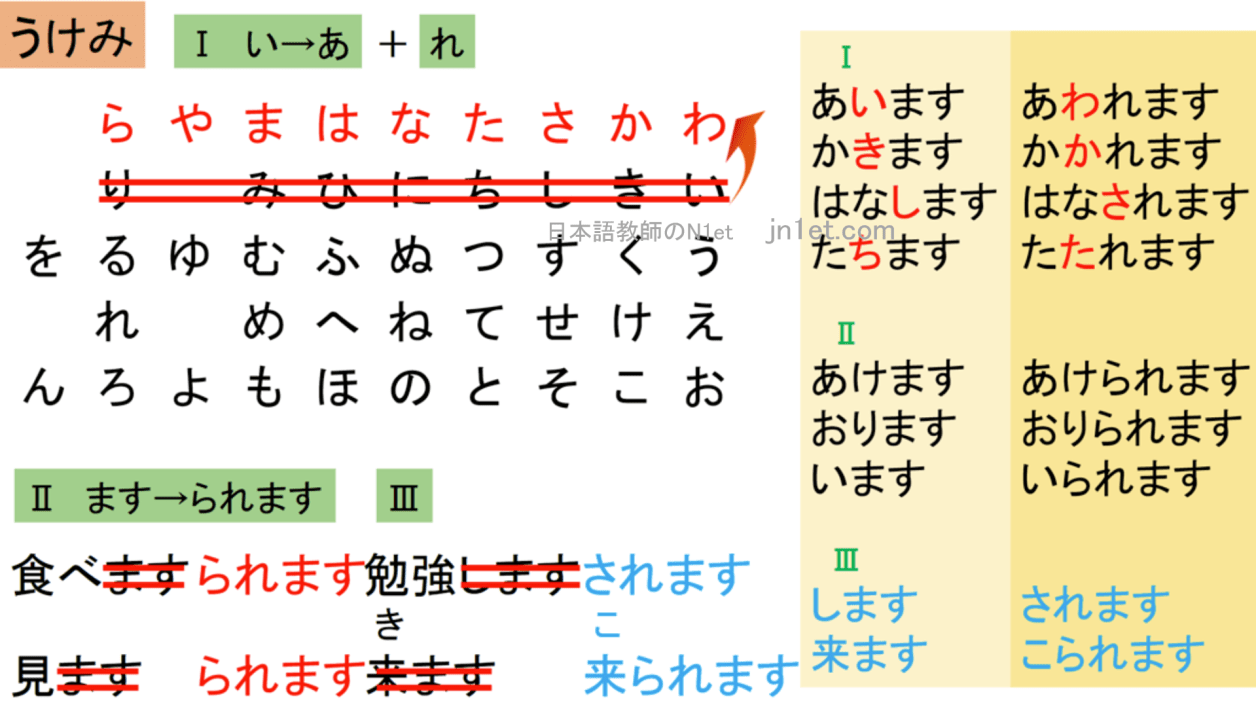 うけみ Ⅰ い→あ ＋ れ
ら や ま は な た さ か わ
り み ひ に ち し き い
を る ゆ む ふ ぬ つ す く う
れ め へ ね て せ け え
ん ろ よ も ほ の と そ こ お
日本語教師のN1et jn1et.com
Ⅱ ます→られます Ⅲ
食べます られます 勉強します されます
き こ
見ます られます 来ます 来られます
Ⅰ
あいます あわれます
かきます かかれます
はなします はなされます
たちます たたれます
Ⅱ
あけます あけられます
おります おりられます
います いられます
Ⅲ
します されます
来ます こられます